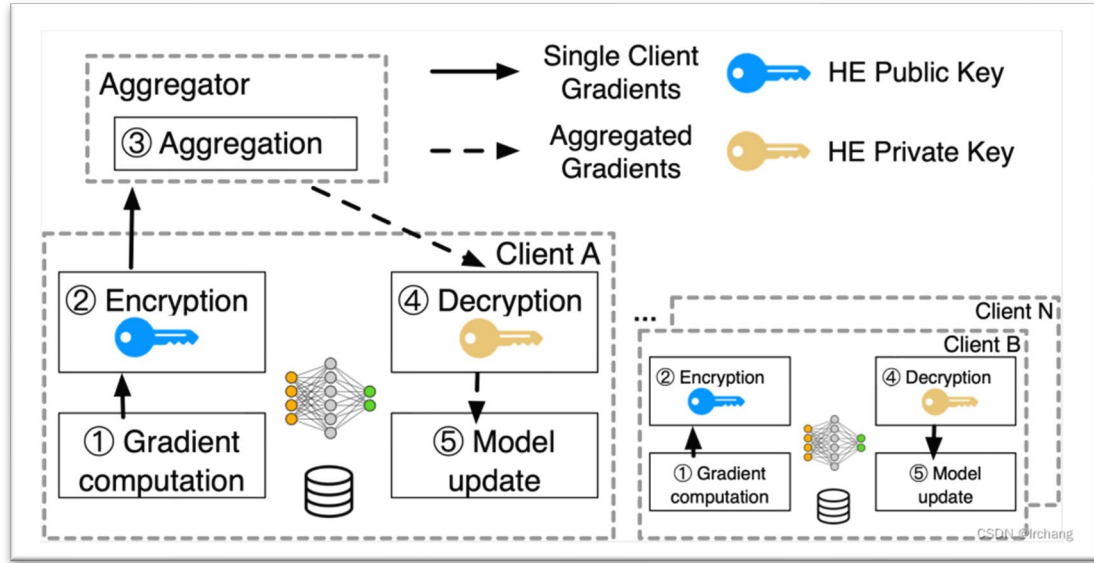 Aggregator
③ Aggregation
Single Client
Gradients
HE Public Key
Aggregated
Gradients
HE Private Key
Client A
② Encryption
④ Decryption
① Gradient
computation
⑤ Model
update
...
Client N
Client B
② Encryption
④ Decryption
① Gradient
computation
⑤ Model
update
CSDN @lrchang